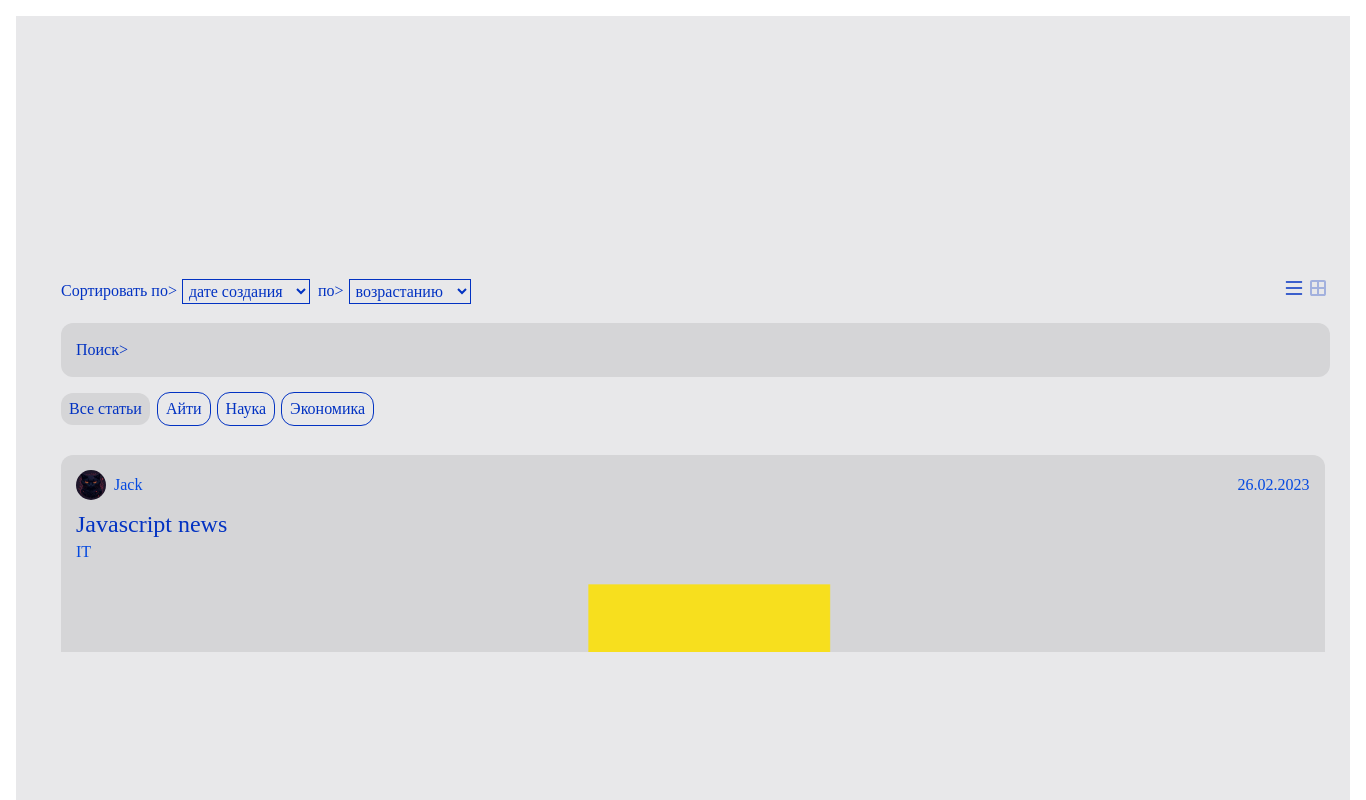 Сортировать по> дате создания по> возрастанию
Поиск>
Все статьи Айти Наука Экономика
Jack 26.02.2023
Javascript news
IT